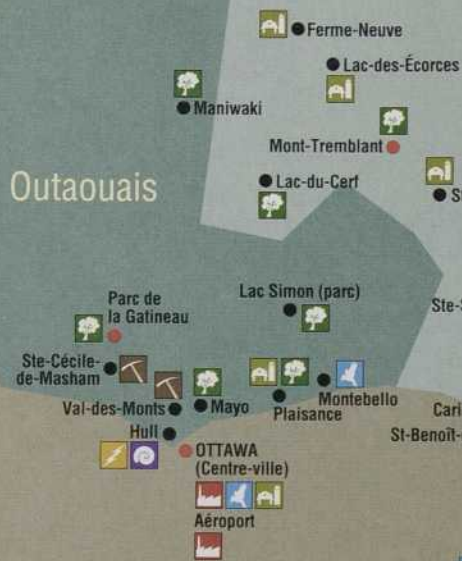 Ferme-Neuve
Lac-des-Écorces
Maniwaki
Mont-Tremblant
Outaouais
Lac-du-Cerf
Parc de
la Gatineau
Lac Simon (parc)
Ste-Cécile-
de-Masham
Val-des-Monts
Mayo
Plaisance
Montebello
Hull
OTTAWA
(Centre-ville)
St-Benoît-
Aéroport